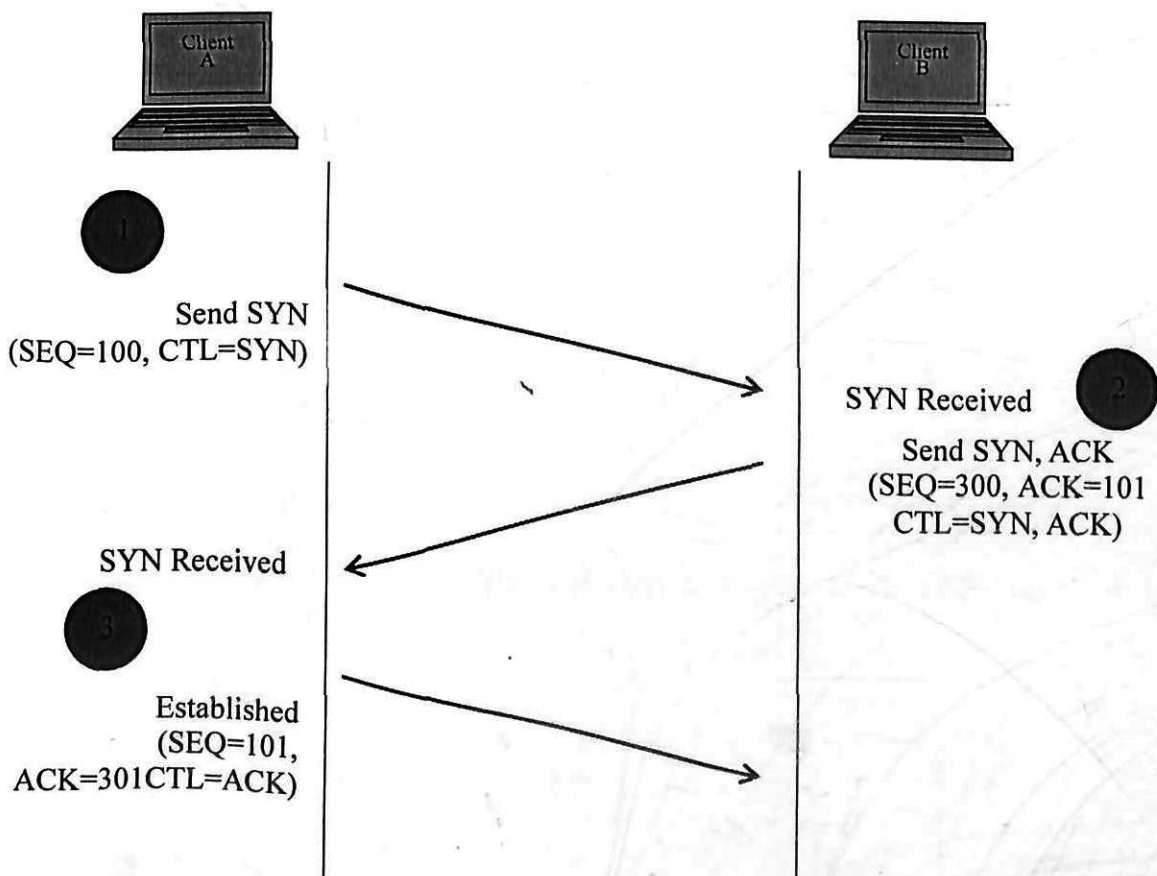 Client
A
Client
B
1
Send SYN
(SEQ=100, CTL=SYN)
2
SYN Received
Send SYN, ACK
(SEQ=300, ACK=101
CTL=SYN, ACK)
SYN Received
3
Established
(SEQ=101,
ACK=301CTL=ACK)